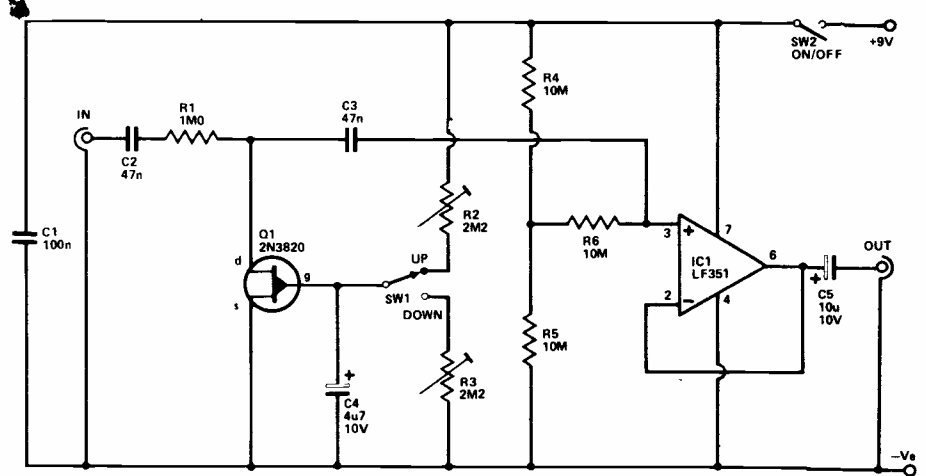 SW2
ON/OFF
+9V
R4
10M
IN
R1
1M0
C3
47n
C2
47n
R2
2M2
C1
100n
Q1
2N3820
d
g
s
UP
SW1
DOWN
R6
10M
3
+
7
IC1
LF351
6
2
−
4
OUT
+
C5
10u
10V
R5
10M
R3
2M2
+
C4
4u7
10V
−Ve